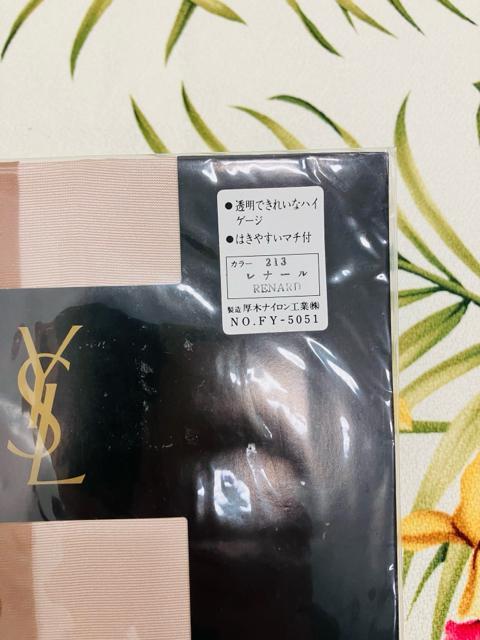 ●透明できれいなハイ
ゲージ
●はきやすいマチ付
カラー 213
レナール
RENARD
製造 厚木ナイロン工業㈱
NO.FY-5051
YSL